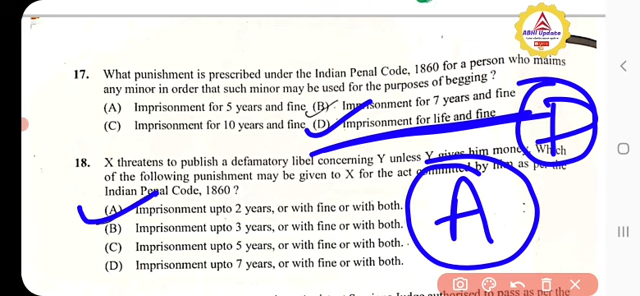 ABHI Update
17. What punishment is prescribed under the Indian Penal Code, 1860 for a person who maims
any minor in order that such minor may be used for the purposes of begging ?
(A) Imprisonment for 5 years and fine (B) Imprisonment for 7 years and fine
(C) Imprisonment for 10 years and fine (D) Imprisonment for life and fine
D
18. X threatens to publish a defamatory libel concerning Y unless Y gives him money. Which
of the following punishment may be given to X for the act committed by him as per the
Indian Penal Code, 1860 ?
(A) Imprisonment upto 2 years, or with fine or with both.
(B) Imprisonment upto 3 years, or with fine or with both.
(C) Imprisonment upto 5 years, or with fine or with both.
(D) Imprisonment upto 7 years, or with fine or with both.
A
to pass as per the